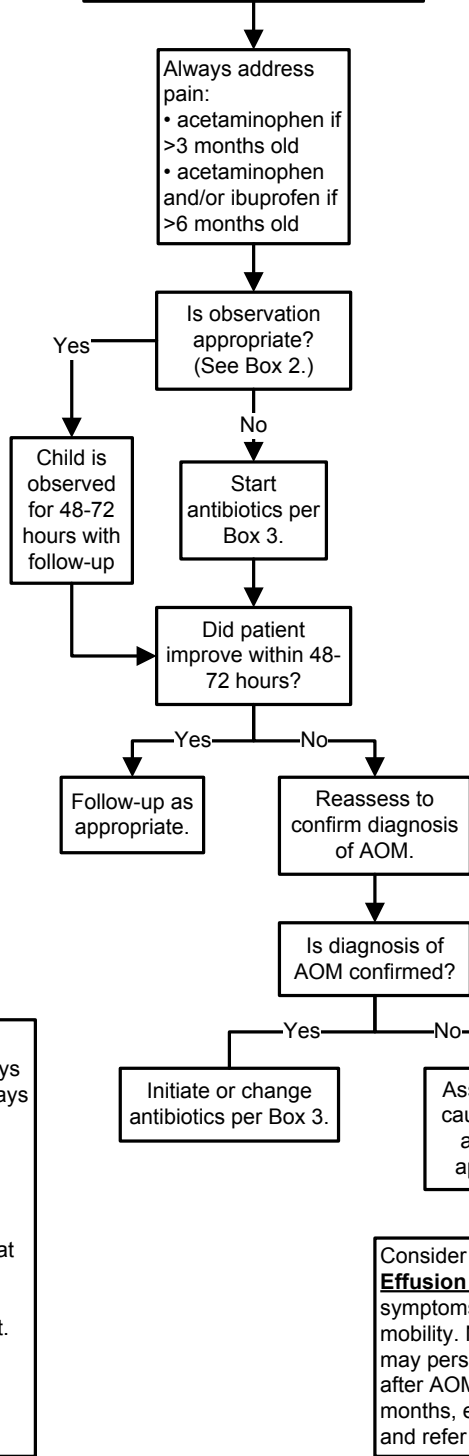 Always address
pain:
• acetaminophen if
>3 months old
• acetaminophen
and/or ibuprofen if
>6 months old
Is observation
appropriate?
(See Box 2.)
Yes
No
Child is
observed
for 48-72
hours with
follow-up
Start
antibiotics per
Box 3.
Did patient
improve within 48-
72 hours?
Yes
No
Follow-up as
appropriate.
Reassess to
confirm diagnosis
of AOM.
Is diagnosis of
AOM confirmed?
Yes
No
Initiate or change
antibiotics per Box 3.
at
Consider
Effusion
symptoms
mobility.
may pers
after AOM
months, e
and refer